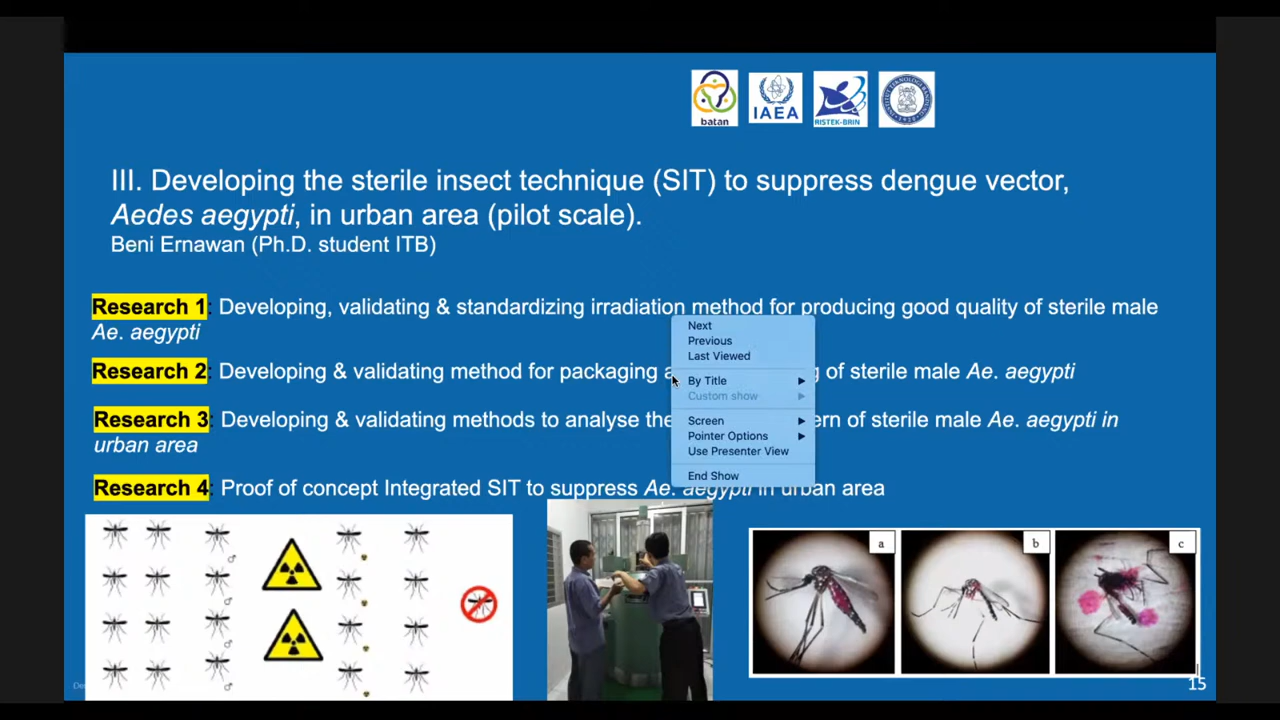 batan
IAEA
RISTEK-BRIN
III. Developing the sterile insect technique (SIT) to suppress dengue vector,
Aedes aegypti, in urban area (pilot scale).
Beni Ernawan (Ph.D. student ITB)
Research 1: Developing, validating & standardizing irradiation method for producing good quality of sterile male
Ae. aegypti
Research 2: Developing & validating method for packaging a g of sterile male Ae. aegypti
Research 3: Developing & validating methods to analyse the ern of sterile male Ae. aegypti in
urban area
Research 4: Proof of concept Integrated SIT to suppress Ae. aegypti in urban area
Next
Previous
Last Viewed
By Title
Custom show
Screen
Pointer Options
Use Presenter View
End Show
a
b
c
15